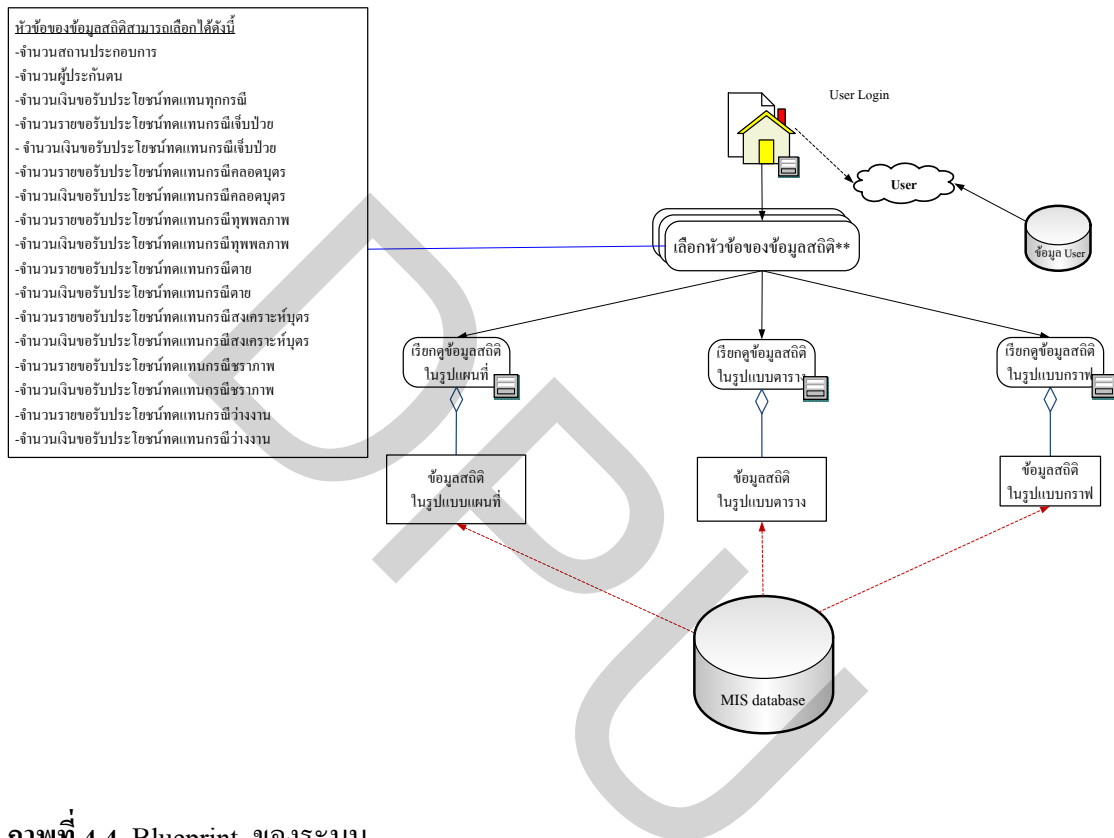 หัวข้อของข้อมูลสถิติสามารถเลือกได้ดังนี้
-จำนวนสถานประกอบการ
-จำนวนผู้ประกันตน
-จำนวนเงินขอรับประโยชน์ทดแทนทุกกรณี
-จำนวนรายขอรับประโยชน์ทดแทนกรณีเจ็บป่วย
- จำนวนเงินขอรับประโยชน์ทดแทนกรณีเจ็บป่วย
-จำนวนรายขอรับประโยชน์ทดแทนกรณีคลอดบุตร
-จำนวนเงินขอรับประโยชน์ทดแทนกรณีคลอดบุตร
-จำนวนรายขอรับประโยชน์ทดแทนกรณีทุพพลภาพ
-จำนวนเงินขอรับประโยชน์ทดแทนกรณีทุพพลภาพ
-จำนวนรายขอรับประโยชน์ทดแทนกรณีตาย
-จำนวนเงินขอรับประโยชน์ทดแทนกรณีตาย
-จำนวนรายขอรับประโยชน์ทดแทนกรณีสงเคราะห์บุตร
-จำนวนเงินขอรับประโยชน์ทดแทนกรณีสงเคราะห์บุตร
-จำนวนรายขอรับประโยชน์ทดแทนกรณีชราภาพ
-จำนวนเงินขอรับประโยชน์ทดแทนกรณีชราภาพ
-จำนวนรายขอรับประโยชน์ทดแทนกรณีว่างงาน
-จำนวนเงินขอรับประโยชน์ทดแทนกรณีว่างงาน
User Login
User
ข้อมูล User
เลือกหัวข้อของข้อมูลสถิติ**
เรียกดูข้อมูลสถิติ
ในรูปแผนที่
เรียกดูข้อมูลสถิติ
ในรูปแบบตาราง
เรียกดูข้อมูลสถิติ
ในรูปแบบกราฟ
ข้อมูลสถิติ
ในรูปแบบแผนที่
ข้อมูลสถิติ
ในรูปแบบตาราง
ข้อมูลสถิติ
ในรูปแบบกราฟ
MIS database
DPU
ภาพที่ 4.4 Blueprint ของระบบ